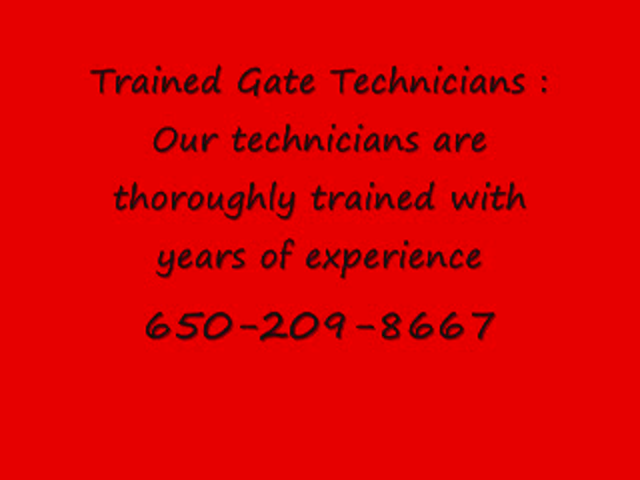 Trained Gate Technicians :
Our technicians are
thoroughly trained with
years of experience
650-209-8667